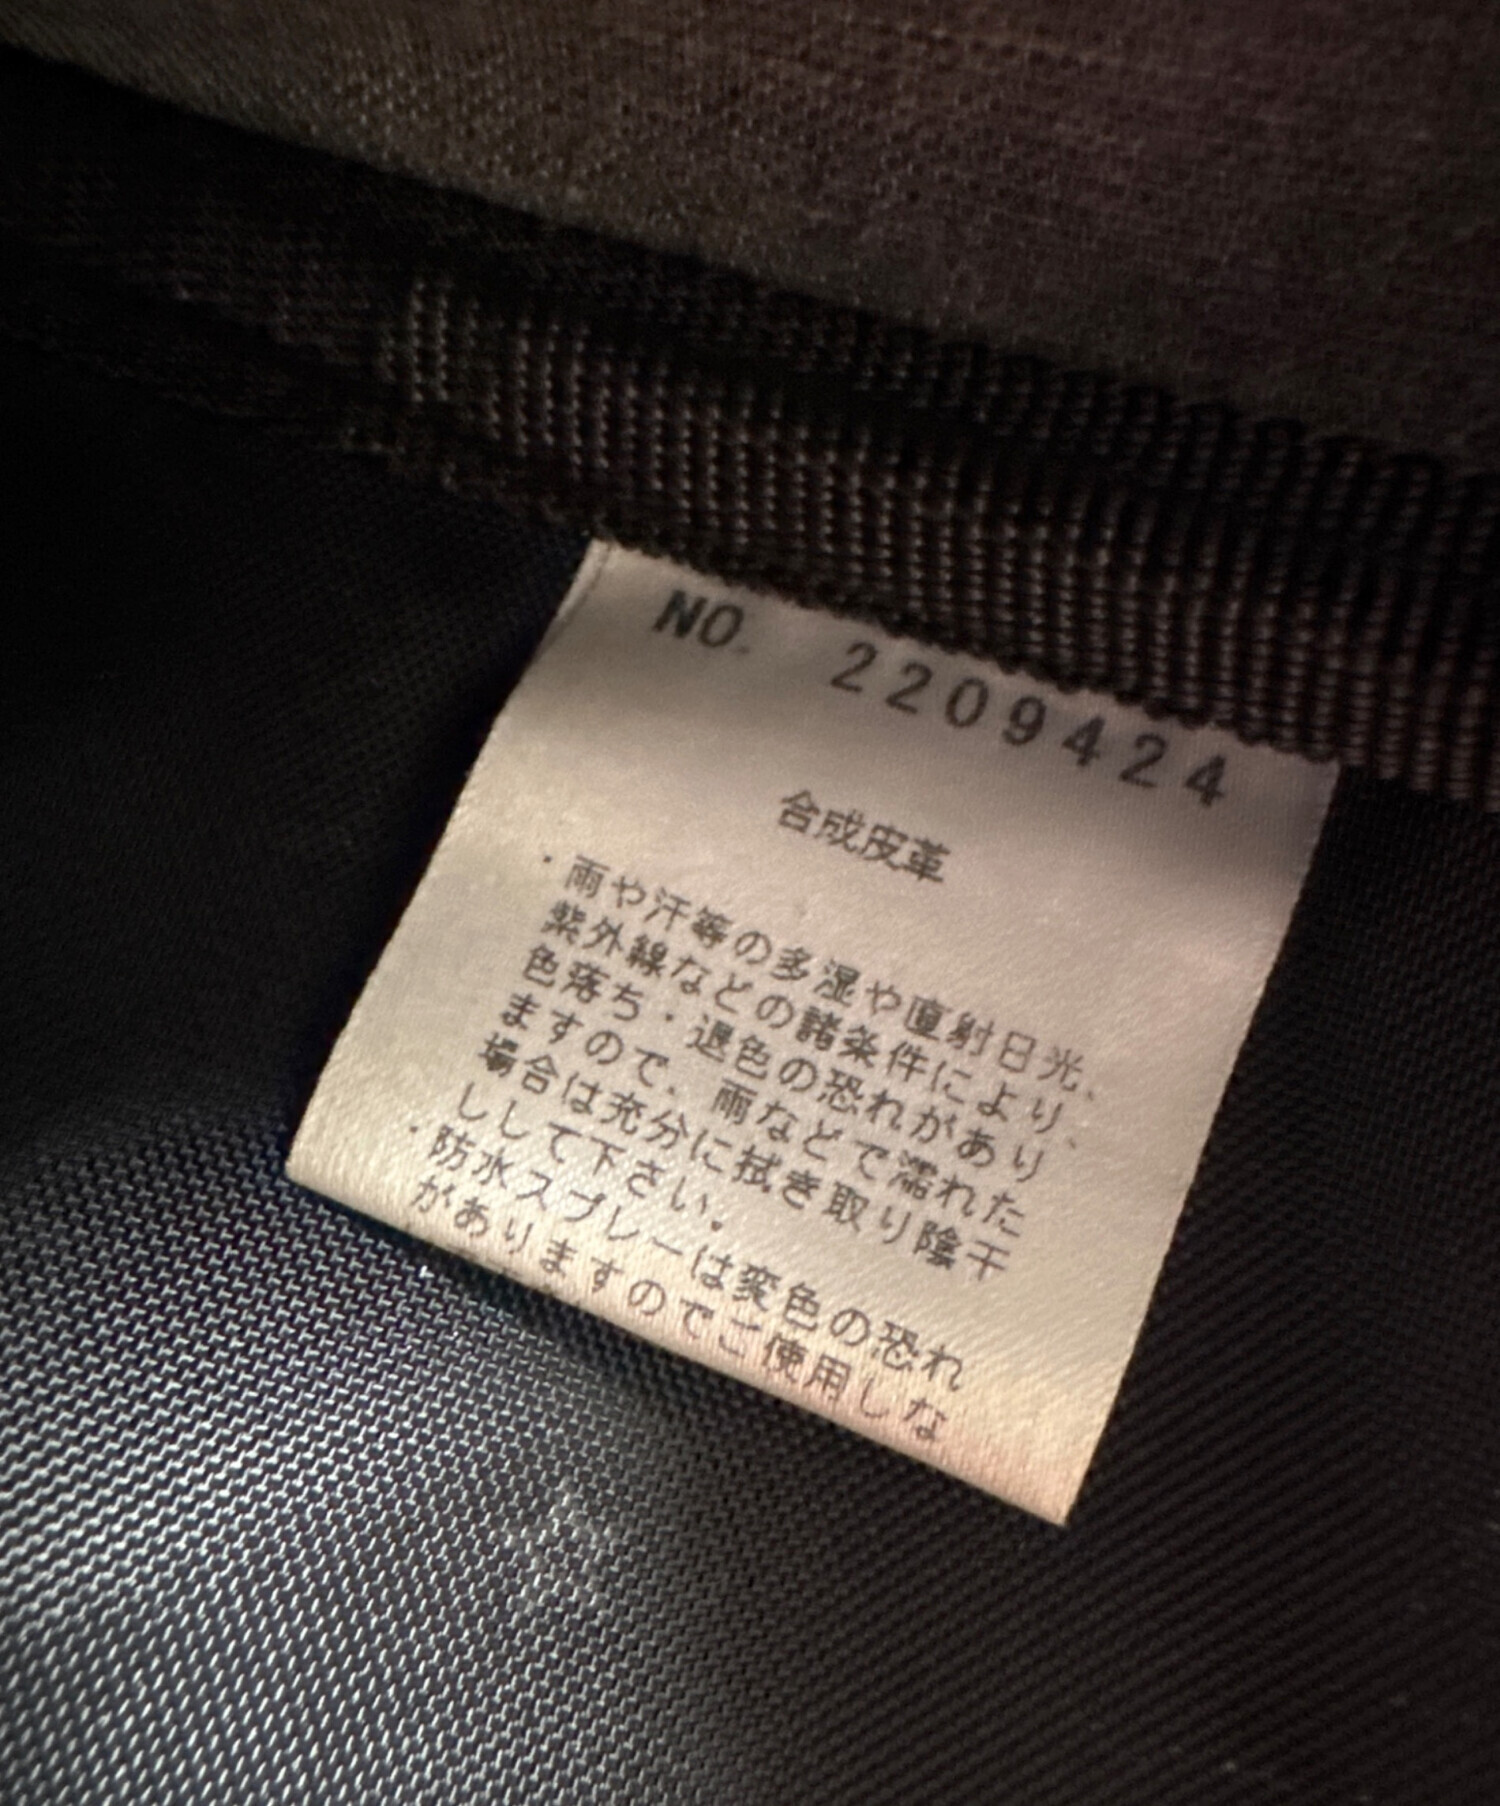 NO. 2209424
合成皮革
・雨や汗等の多湿や直射日光、
紫外線などの諸条件により、
色落ち・退色の恐れがあり
ますので、雨などで濡れた
場合は充分に拭き取り陰干
しして下さい。
・防水スプレーは変色の恐れ
がありますのでご使用しな